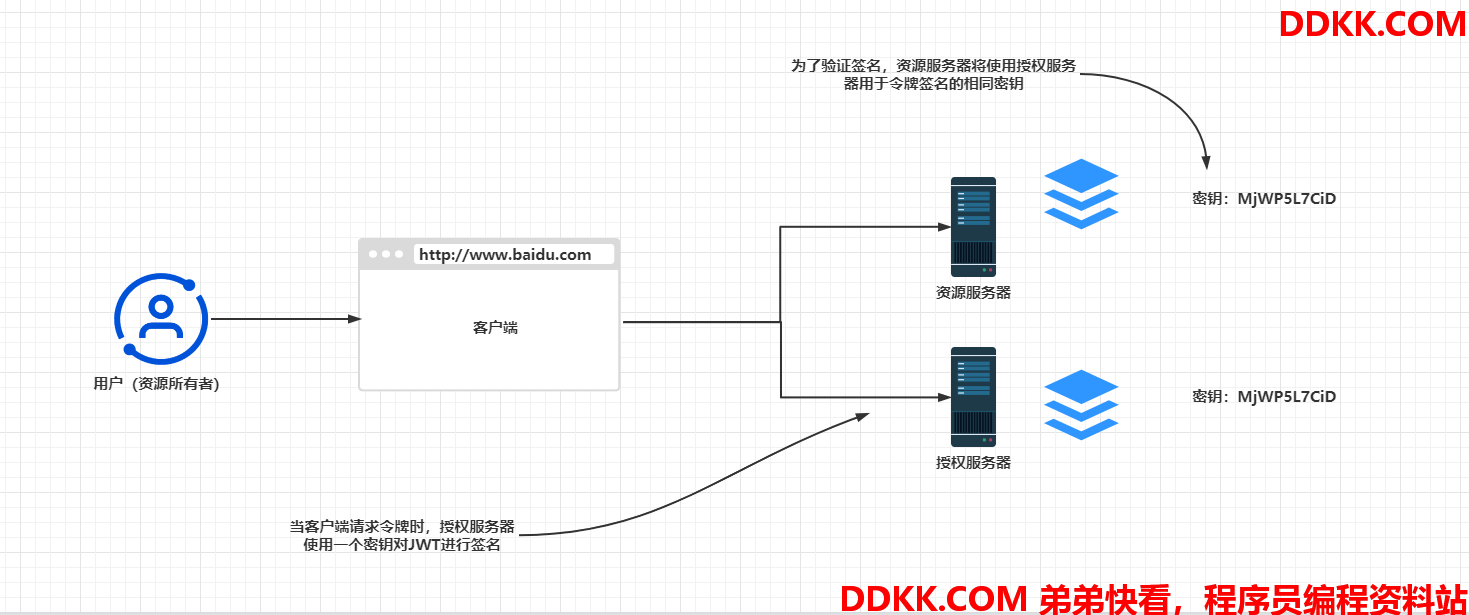 DDKK.COM
为了验证签名，资源服务器将使用授权服务
器用于令牌签名的相同密钥
密钥：MjWP5L7CiD
http://www.baidu.com
资源服务器
客户端
用户（资源所有者）
密钥：MjWP5L7CiD
授权服务器
当客户端请求令牌时，授权服务器
使用一个密钥对JWT进行签名
DDKK.COM 弟弟快看，程序员编程资料站